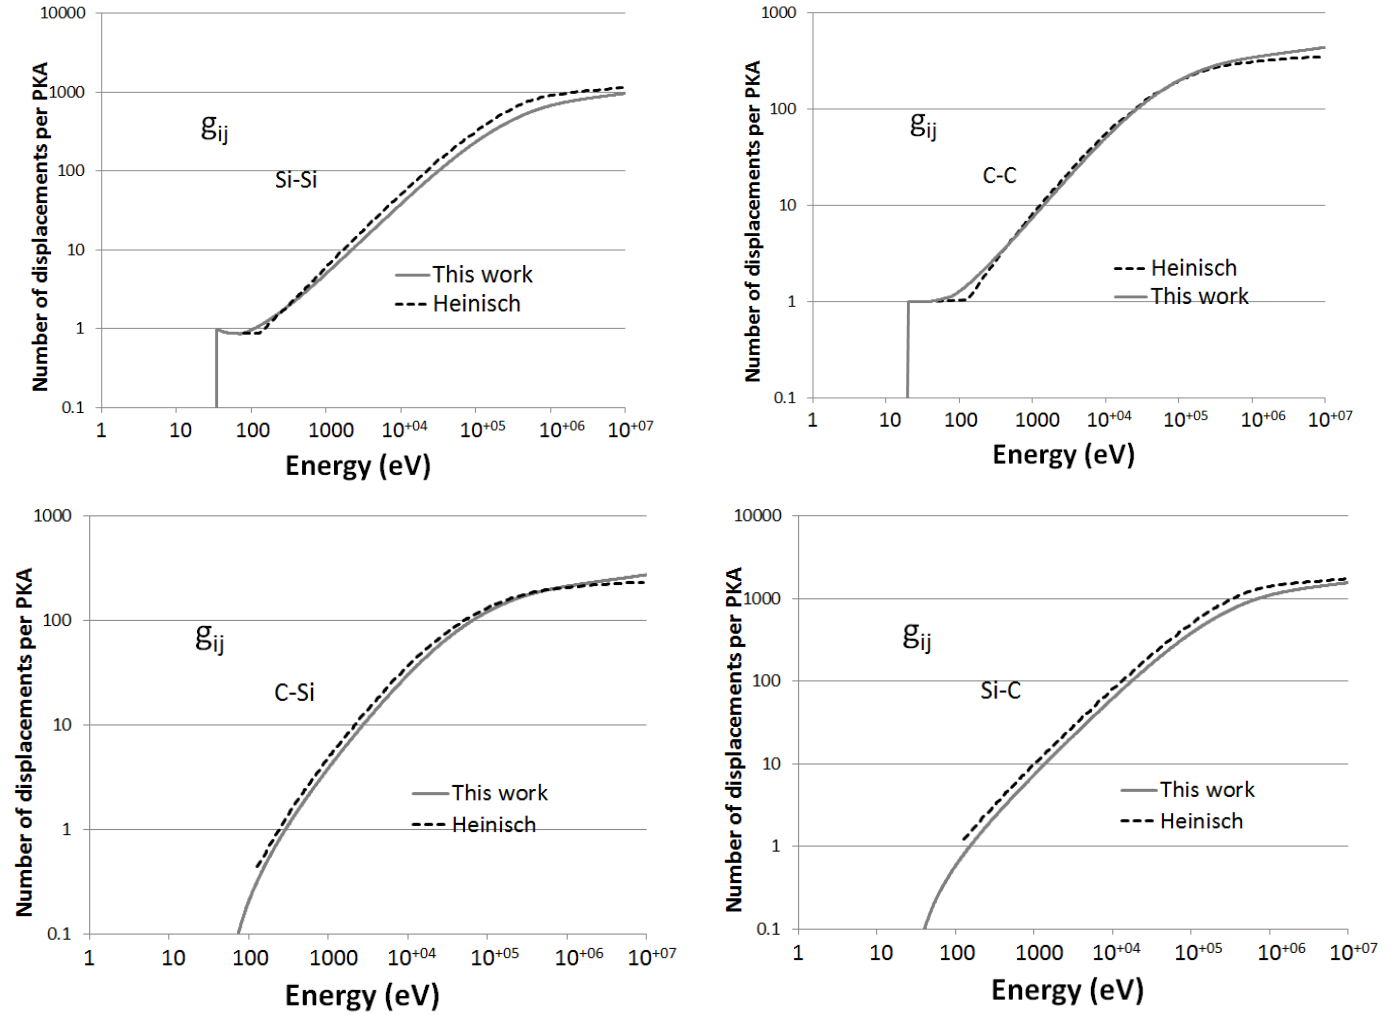 Number of displacements per PKA
10000
1000
100
10
1
0.1
g_ij
Si-Si
This work
Heinisch
1 10 100 1000 10+04 10+05 10+06 10+07
Energy (eV)
Number of displacements per PKA
1000
100
10
1
0.1
g_ij
C-C
Heinisch
This work
1 10 100 1000 10+04 10+05 10+06 10+07
Energy (eV)
Number of displacements per PKA
1000
100
10
1
0.1
g_ij
C-Si
This work
Heinisch
1 10 100 1000 10+04 10+05 10+06 10+07
Energy (eV)
Number of displacements per PKA
10000
1000
100
10
1
0.1
g_ij
Si-C
This work
Heinisch
1 10 100 1000 10+04 10+05 10+06 10+07
Energy (eV)